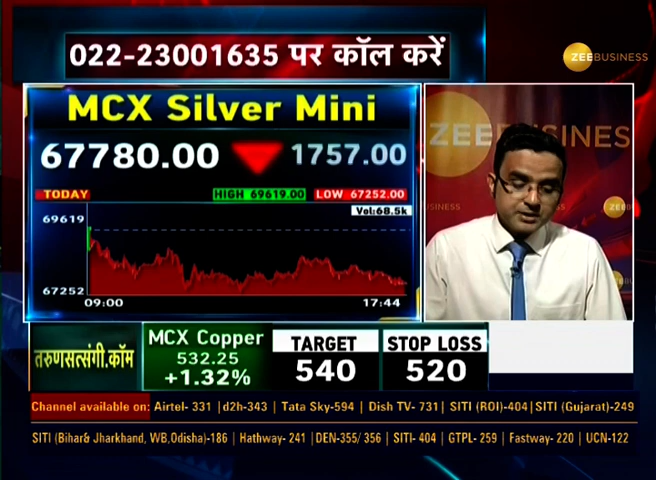 022-23001635 पर कॉल करें
ZEEBUSINESS
MCX Silver Mini
67780.00 1757.00
TODAY HIGH 69619.00 LOW 67252.00
Vol:68.5k
69619
67252
09:00 17:44
ZEEBUSINES
BUSINESS
ZEEBU
तरुणसत्संगी.कॉम
MCX Copper
532.25
+1.32%
TARGET
540
STOP LOSS
520
Channel available on: Airtel- 331 |d2h-343 | Tata Sky-594 | Dish TV- 731| SITI (ROI)-404|SITI (Gujarat)-249
SITI (Bihar& Jharkhand, WB,Odisha)-186 | Hathway- 241 |DEN-355/ 356 | SITI- 404 | GTPL- 259 | Fastway- 220 | UCN-122